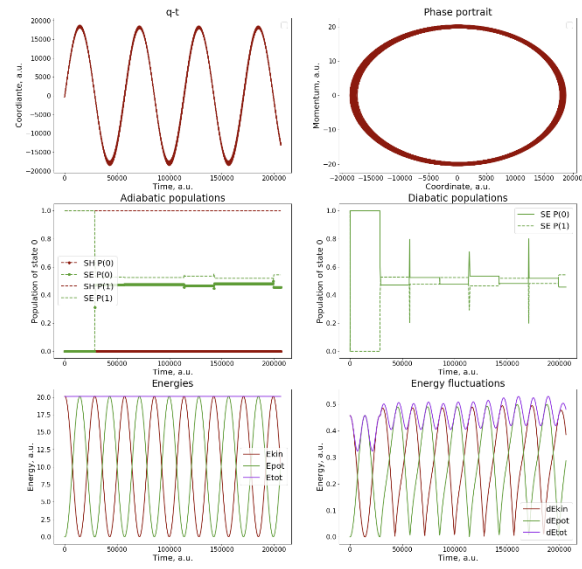 q-t
Coordiante, a.u.
20000
15000
10000
5000
0
−5000
−10000
−15000
−20000
0 50000 100000 150000 200000
Time, a.u.
Phase portrait
Momentum, a.u.
20
10
0
−10
−20
−20000 −15000 −10000 −5000 0 5000 10000 15000 20000
Coordinate, a.u.
Adiabatic populations
Population of state 0
1.0
0.8
0.6
0.4
0.2
0.0
SH P(0)
SE P(0)
SH P(1)
SE P(1)
0 50000 100000 150000 200000
Time, a.u.
Diabatic populations
Population of state 0
1.0
0.8
0.6
0.4
0.2
0.0
SE P(0)
SE P(1)
0 50000 100000 150000 200000
Time, a.u.
Energies
Energy, a.u.
20.0
17.5
15.0
12.5
10.0
7.5
5.0
2.5
0.0
Ekin
Epot
Etot
0 50000 100000 150000 200000
Time, a.u.
Energy fluctuations
Energy, a.u.
0.5
0.4
0.3
0.2
0.1
0.0
dEkin
dEpot
dEtot
0 50000 100000 150000 200000
Time, a.u.